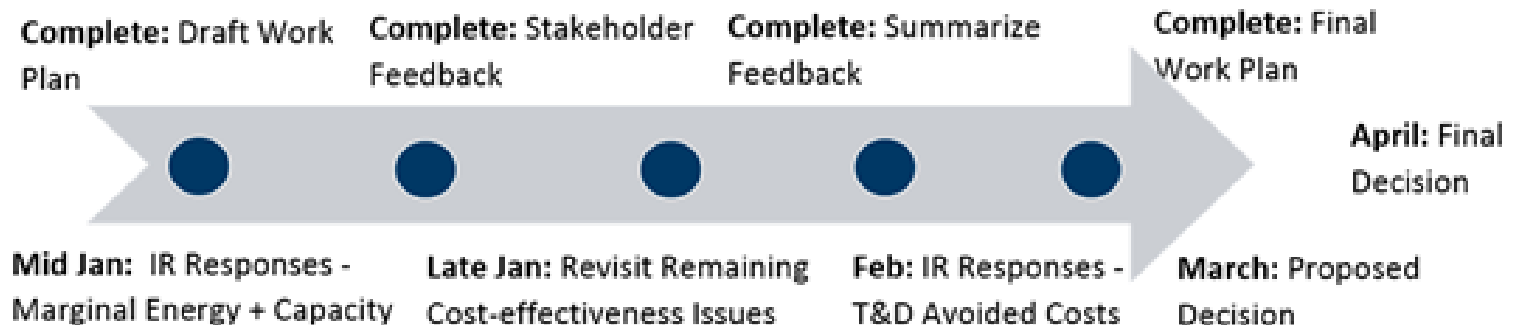 Complete: Draft Work
Plan
Complete: Stakeholder
Feedback
Complete: Summarize
Feedback
Complete: Final
Work Plan
April: Final
Decision
Mid Jan: IR Responses -
Marginal Energy + Capacity
Late Jan: Revisit Remaining
Cost-effectiveness Issues
Feb: IR Responses -
T&D Avoided Costs
March: Proposed
Decision